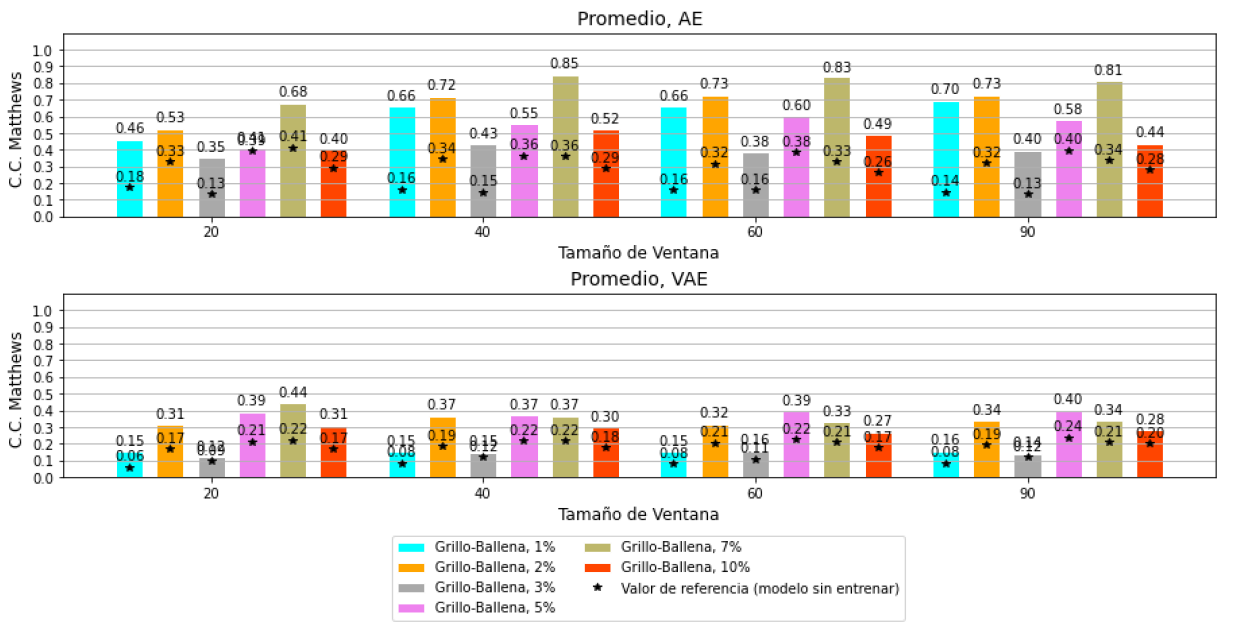 Promedio, AE
C.C. Matthews
1.0
0.9
0.8
0.7
0.6
0.5
0.4
0.3
0.2
0.1
0.0
0.46 0.53 0.35 0.41 0.68 0.40
0.18 0.33 0.13 0.39 0.41 0.29
0.66 0.72 0.43 0.55 0.85 0.52
0.16 0.34 0.15 0.36 0.36 0.29
0.66 0.73 0.38 0.60 0.83 0.49
0.16 0.32 0.16 0.38 0.33 0.26
0.70 0.73 0.40 0.58 0.81 0.44
0.14 0.32 0.13 0.40 0.34 0.28
20 40 60 90
Tamaño de Ventana
Promedio, VAE
C.C. Matthews
1.0
0.9
0.8
0.7
0.6
0.5
0.4
0.3
0.2
0.1
0.0
0.15 0.31 0.39 0.44 0.31
0.06 0.17 0.09 0.21 0.22 0.17
0.15 0.37 0.15 0.37 0.37 0.30
0.08 0.19 0.12 0.22 0.22 0.18
0.15 0.32 0.16 0.39 0.33 0.27
0.08 0.21 0.11 0.22 0.21 0.17
0.16 0.34 0.14 0.40 0.34 0.28
0.08 0.19 0.12 0.24 0.21 0.20
20 40 60 90
Tamaño de Ventana
Grillo-Ballena, 1%
Grillo-Ballena, 2%
Grillo-Ballena, 3%
Grillo-Ballena, 5%
Grillo-Ballena, 7%
Grillo-Ballena, 10%
Valor de referencia (modelo sin entrenar)